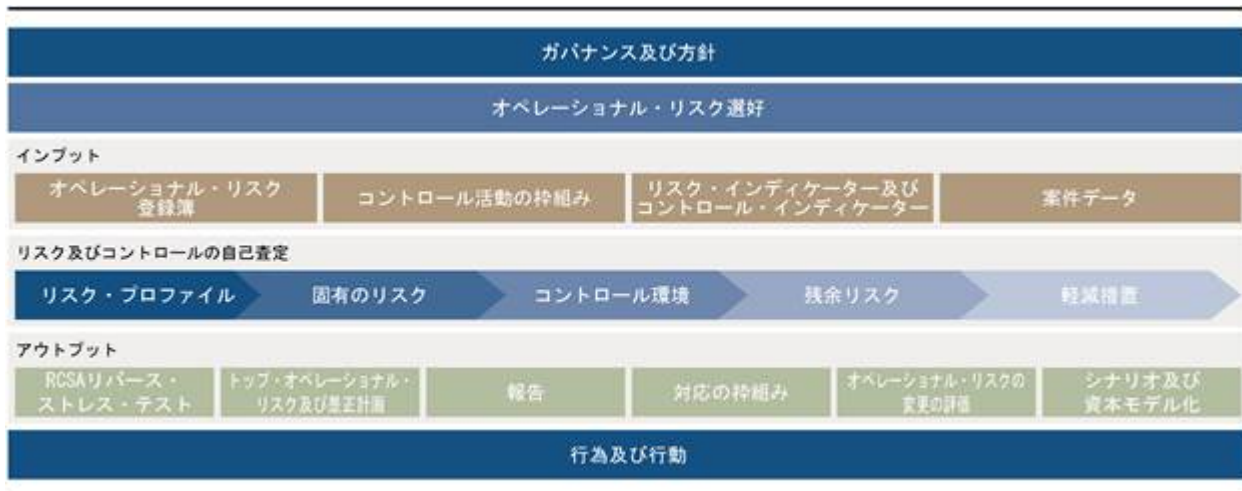 ガバナンス及び方針
オペレーショナル・リスク選好
インプット
オペレーショナル・リスク
登録簿
コントロール活動の枠組み
リスク・インディケーター及び
コントロール・インディケーター
案件データ
リスク及びコントロールの自己査定
リスク・プロファイル
固有のリスク
コントロール環境
残余リスク
軽減措置
アウトプット
RCSAリバース・
ストレス・テスト
トップ・オペレーショナル・
リスク及び是正計画
報告
対応の枠組み
オペレーショナル・リスクの
変更の評価
シナリオ及び
資本モデル化
行為及び行動